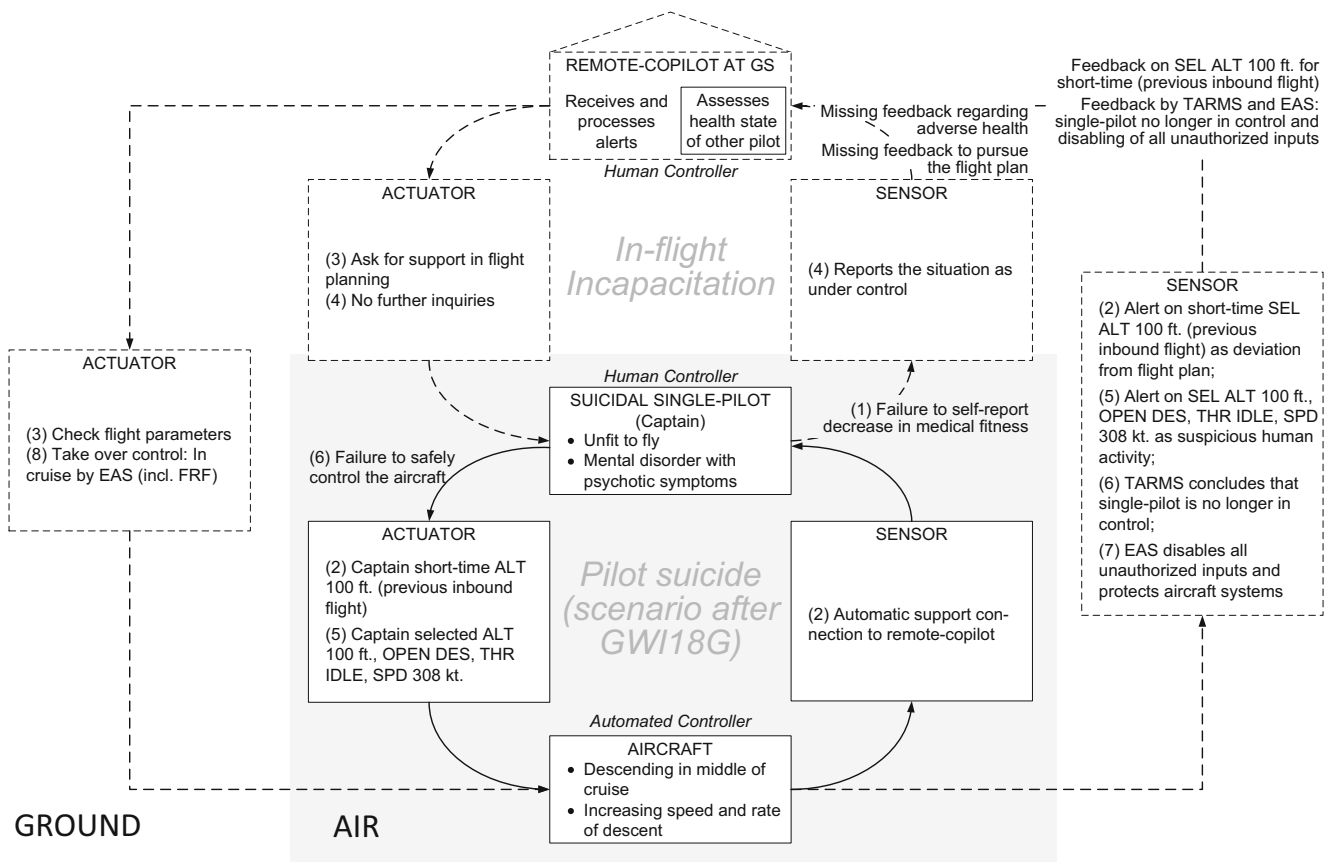 REMOTE-COPILOT AT GS
Receives and
processes
alerts
Assesses
health state
of other pilot
Human Controller
Missing feedback regarding
adverse health
Missing feedback to pursue
the flight plan
Feedback on SEL ALT 100 ft. for
short-time (previous inbound flight)
Feedback by TARMS and EAS:
single-pilot no longer in control and
disabling of all unauthorized inputs
ACTUATOR
(3) Ask for support in flight
planning
(4) No further inquiries
In-flight
Incapacitation
SENSOR
(4) Reports the situation as
under control
SENSOR
(2) Alert on short-time SEL
ALT 100 ft. (previous
inbound flight) as deviation
from flight plan;
(5) Alert on SEL ALT 100 ft.,
OPEN DES, THR IDLE, SPD
308 kt. as suspicious human
activity;
(6) TARMS concludes that
single-pilot is no longer in
control;
(7) EAS disables all
unauthorized inputs and
protects aircraft systems
ACTUATOR
(3) Check flight parameters
(8) Take over control: In
cruise by EAS (incl. FRF)
Human Controller
SUICIDAL SINGLE-PILOT
(Captain)
• Unfit to fly
• Mental disorder with
psychotic symptoms
(1) Failure to self-report
decrease in medical fitness
(6) Failure to safely
control the aircraft
ACTUATOR
(2) Captain short-time ALT
100 ft. (previous inbound
flight)
(5) Captain selected ALT
100 ft., OPEN DES, THR
IDLE, SPD 308 kt.
Pilot suicide
(scenario after
GWI18G)
SENSOR
(2) Automatic support con-
nection to remote-copilot
Automated Controller
AIRCRAFT
• Descending in middle of
cruise
• Increasing speed and rate
of descent
GROUND
AIR